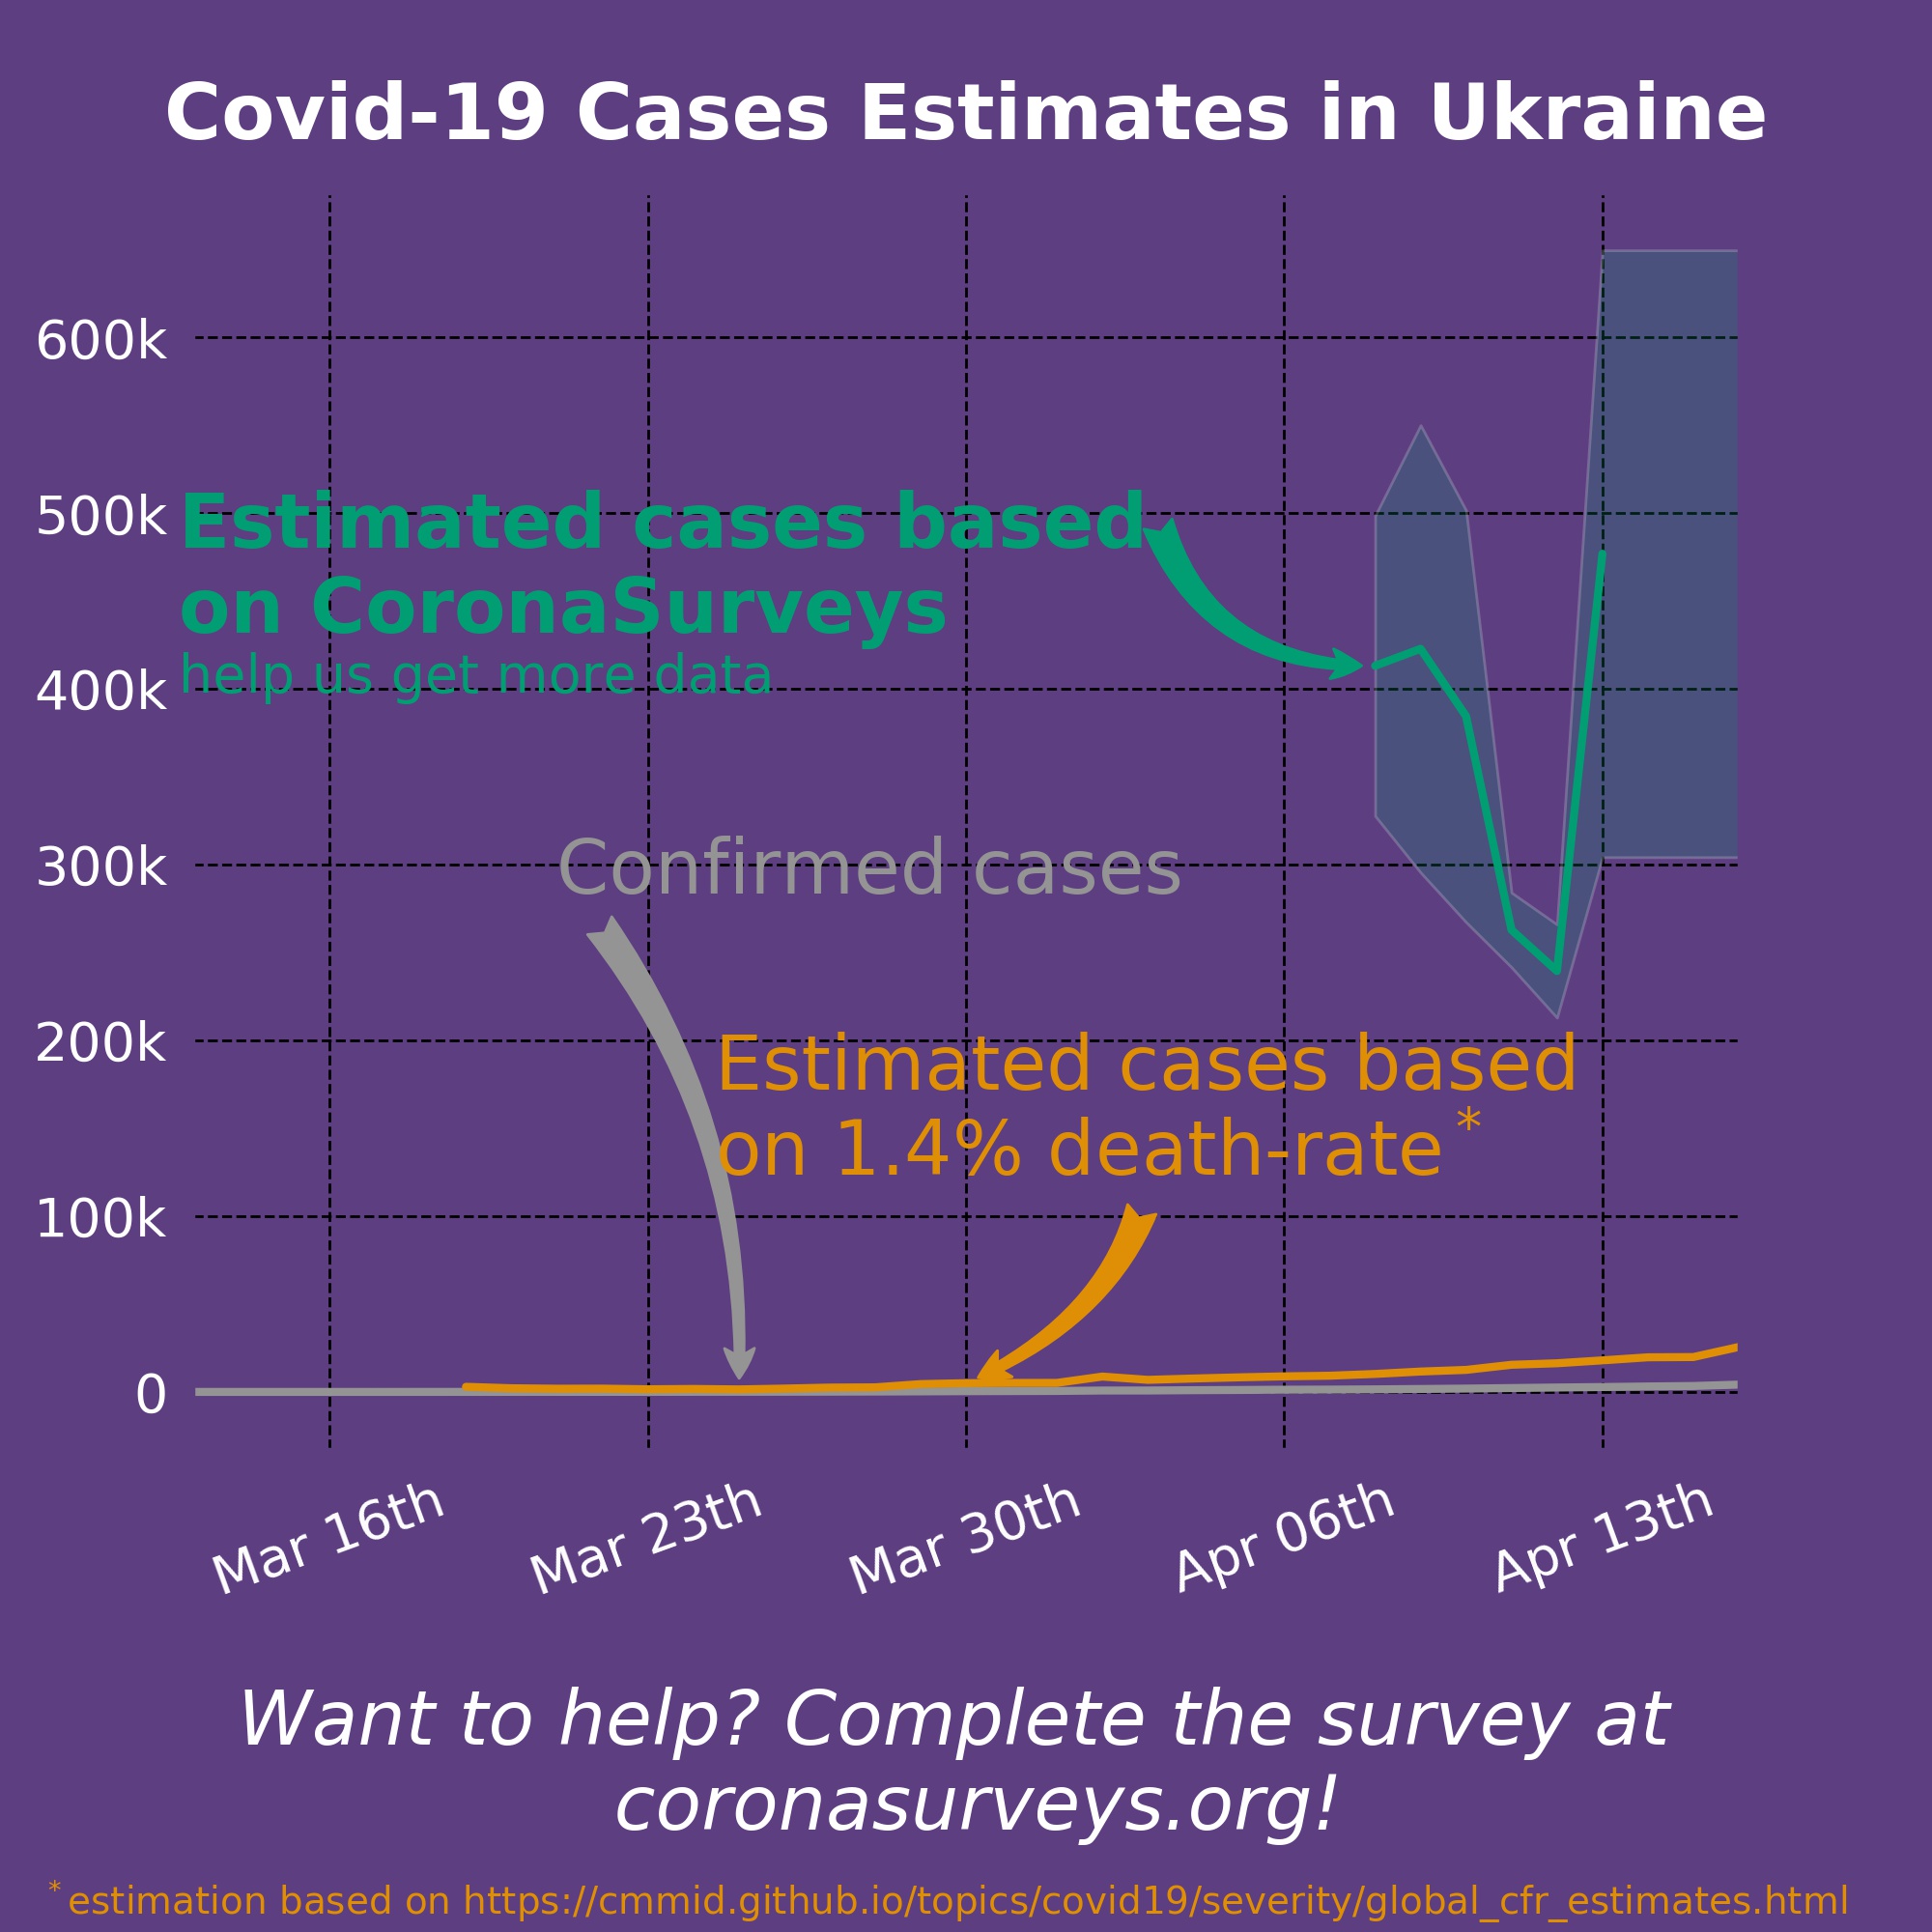 Covid-19 Cases Estimates in Ukraine
600k
500k
Estimated cases based
on CoronaSurveys
help us get more data
400k
300k
Confirmed cases
200k
Estimated cases based
on 1.4% death-rate*
100k
0
Mar 16th
Mar 23th
Mar 30th
Apr 06th
Apr 13th
Want to help? Complete the survey at
coronasurveys.org!
*estimation based on https://cmmid.github.io/topics/covid19/severity/global_cfr_estimates.html